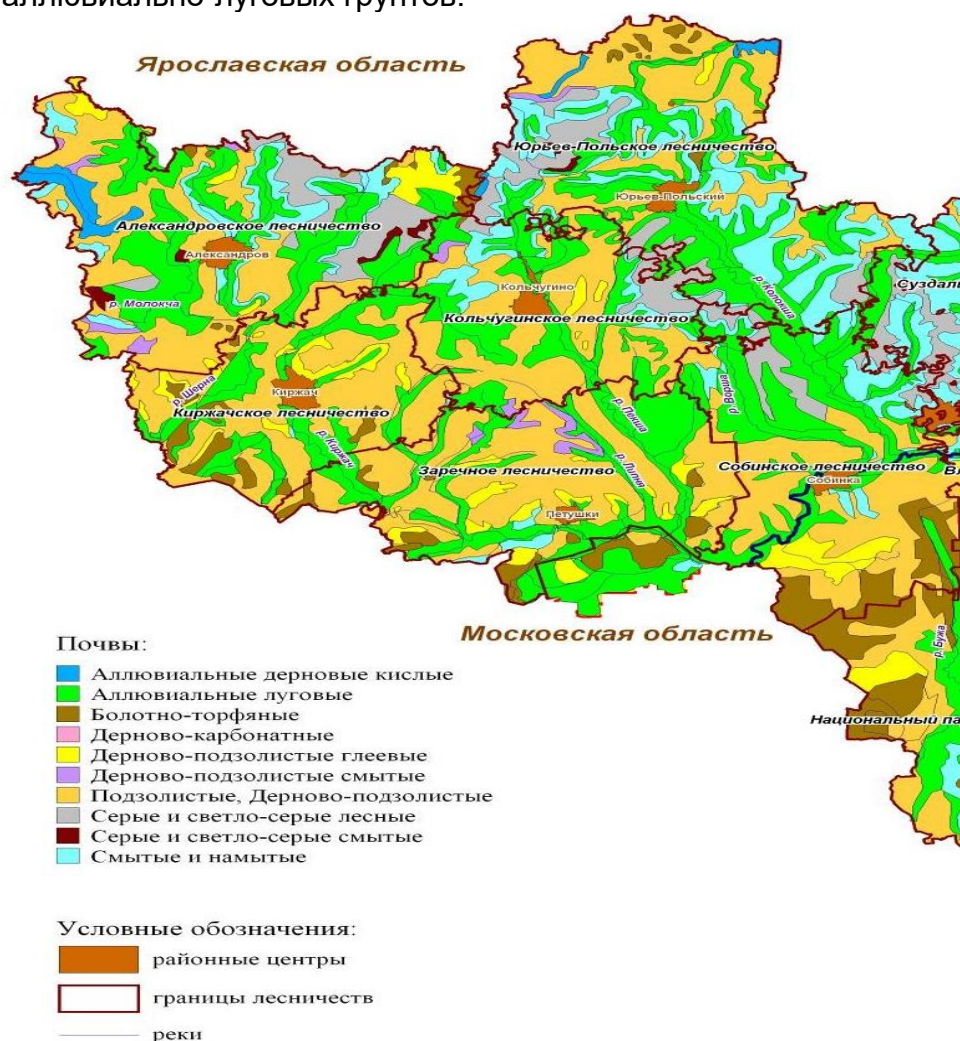 аллювиально-луговых грунтов.
Ярославская область
Юрьев-Польское лесничество
Юрьев-Польский
Александровское лесничество
Александров
р. Молокча
Кольчугино
Кольчугинское лесничество
р. Колокша
Суздаль
р. Шерна
Киржач
Киржачское лесничество
р. Киржач
р. Пекша
р. Ворша
Заречное лесничество
р. Липня
Собинское лесничество
Собинка
Вл
Петушки
Московская область
р. Бужа
Национальный па
Почвы:
Аллювиальные дерновые кислые
Аллювиальные луговые
Болотно-торфяные
Дерново-карбонатные
Дерново-подзолистые глеевые
Дерново-подзолистые смытые
Подзолистые, Дерново-подзолистые
Серые и светло-серые лесные
Серые и светло-серые смытые
Смытые и намытые
Условные обозначения:
районные центры
границы лесничеств
реки